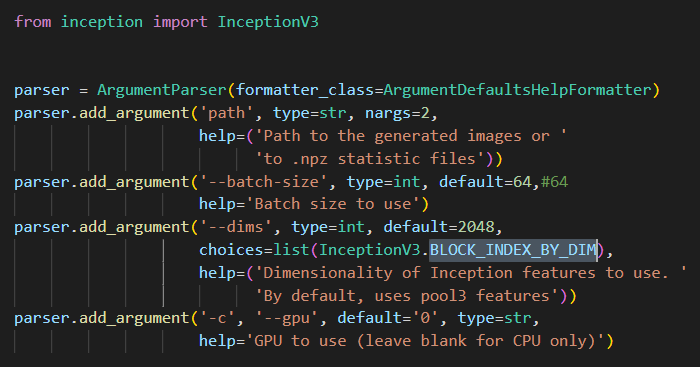 from inception import InceptionV3
parser = ArgumentParser(formatter_class=ArgumentDefaultsHelpFormatter)
parser.add_argument('path', type=str, nargs=2,
help=('Path to the generated images or '
'to .npz statistic files'))
parser.add_argument('--batch-size', type=int, default=64,#64
help='Batch size to use')
parser.add_argument('--dims', type=int, default=2048,
choices=list(InceptionV3.BLOCK_INDEX_BY_DIM),
help=('Dimensionality of Inception features to use. '
'By default, uses pool3 features'))
parser.add_argument('-c', '--gpu', default='0', type=str,
help='GPU to use (leave blank for CPU only)')